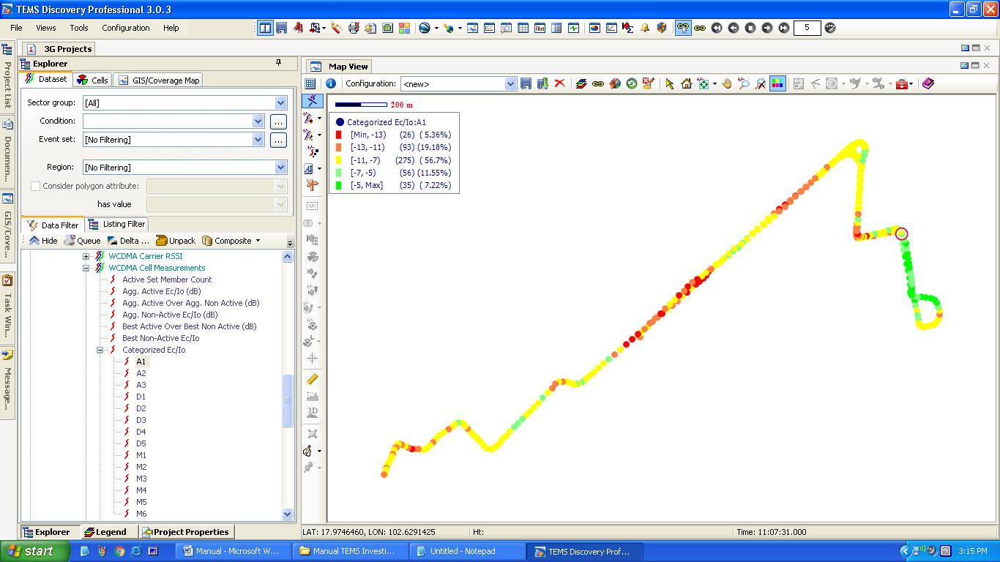 TEMS Discovery Professional 3.0.3
File Views Tools Configuration Help
5
3G Projects
Explorer
Dataset Cells GIS/Coverage Map
Sector group: [All]
Condition: ...
Event set: [No Filtering] ...
Region: [No Filtering]
Consider polygon attribute:
has value
Data Filter Listing Filter
Hide Queue Delta ... Unpack Composite
WCDMA Carrier RSSI
WCDMA Cell Measurements
Active Set Member Count
Agg. Active Ec/Io (dB)
Agg. Active Over Agg. Non Active (dB)
Agg. Non-Active Ec/Io (dB)
Best Active Over Best Non Active (dB)
Best Non-Active Ec/Io
Categorized Ec/Io
A1
A2
A3
D1
D2
D3
D4
D5
M1
M2
M3
M4
M5
M6
Explorer Legend Project Properties
Project List
Documen...
GIS/Cove...
Task Win...
Message...
Map View
Configuration: <new>
3D
200 m
Categorized Ec/Io:A1
[Min, -13) (26) ( 5.36%)
[-13, -11) (93) (19.18%)
[-11, -7) (275) ( 56.7%)
[-7, -5) (56) (11.55%)
[-5, Max] (35) ( 7.22%)
LAT: 17.9746460, LON: 102.6291425 Ht: Time: 11:07:31.000
start Manual - Microsoft W... Manual TEMS Investi... Untitled - Notepad TEMS Discovery Prof... 3:15 PM